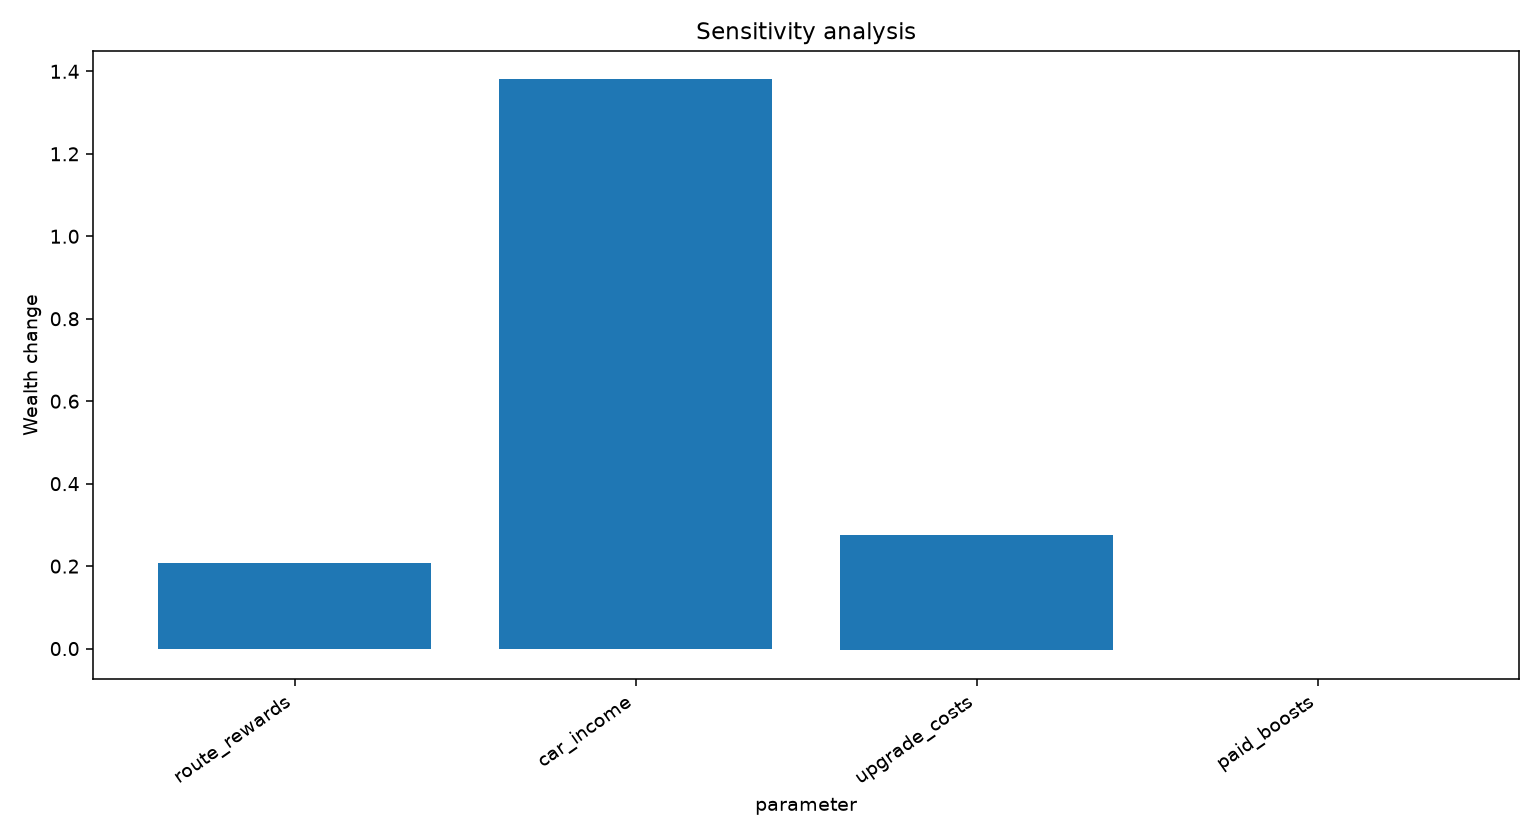 Sensitivity analysis
1.4
1.2
1.0
0.8
0.6
0.4
0.2
0.0
Wealth change
route_rewards
car_income
upgrade_costs
paid_boosts
parameter